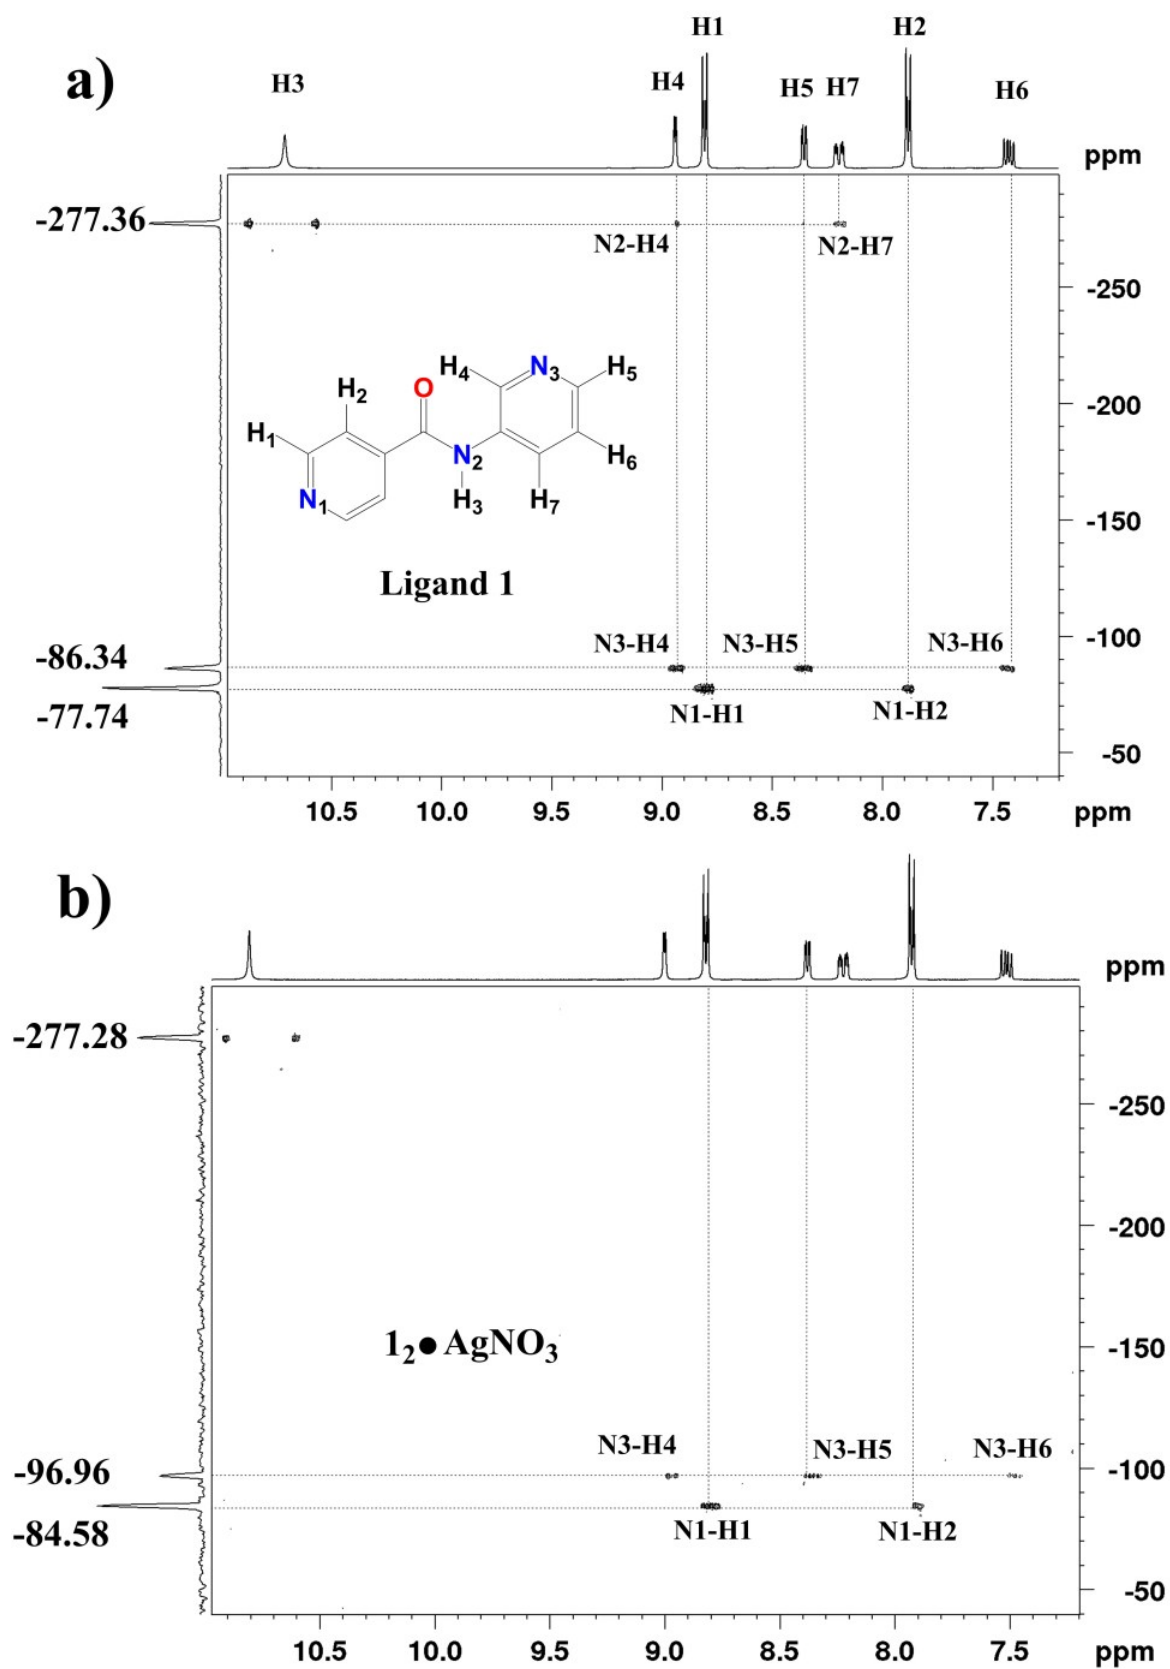 a)
H3
H4
H1
H5
H7
H2
H6
ppm
-277.36
N2-H4
N2-H7
-250
-200
-150
-100
-50
H4
N3
H5
O
H2
H1
N2
H6
N1
H3
H7
Ligand 1
-86.34
N3-H4
N3-H5
N3-H6
-77.74
N1-H1
N1-H2
10.5 10.0 9.5 9.0 8.5 8.0 7.5 ppm
b)
ppm
-277.28
-250
-200
-150
-100
-50
1₂● AgNO₃
-96.96
N3-H4
N3-H5
N3-H6
-84.58
N1-H1
N1-H2
10.5 10.0 9.5 9.0 8.5 8.0 7.5 ppm